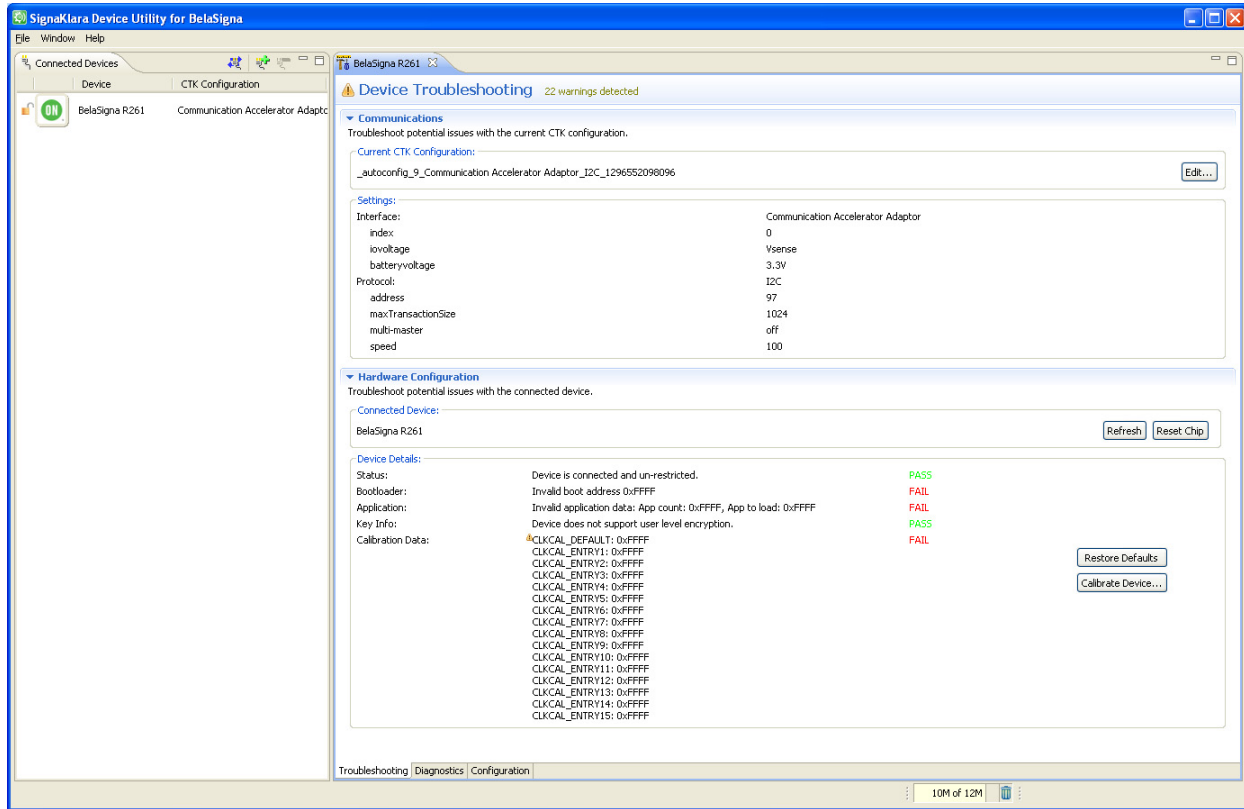 SignaKlara Device Utility for BelaSigna
File Window Help
Connected Devices
Device CTK Configuration
ON BelaSigna R261 Communication Accelerator Adaptc
BelaSigna R261
Device Troubleshooting 22 warnings detected
Communications
Troubleshoot potential issues with the current CTK configuration.
Current CTK Configuration:
_autoconfig_9_Communication Accelerator Adaptor_I2C_1296552098096 Edit...
Settings:
Interface: Communication Accelerator Adaptor
index 0
iovoltage Vsense
batteryvoltage 3.3V
Protocol: I2C
address 97
maxTransactionSize 1024
multi-master off
speed 100
Hardware Configuration
Troubleshoot potential issues with the connected device.
Connected Device:
BelaSigna R261 Refresh Reset Chip
Device Details:
Status: Device is connected and un-restricted. PASS
Bootloader: Invalid boot address 0xFFFF FAIL
Application: Invalid application data: App count: 0xFFFF, App to load: 0xFFFF FAIL
Key Info: Device does not support user level encryption. PASS
Calibration Data: CLKCAL_DEFAULT: 0xFFFF FAIL
CLKCAL_ENTRY1: 0xFFFF
CLKCAL_ENTRY2: 0xFFFF
Restore Defaults
CLKCAL_ENTRY3: 0xFFFF
CLKCAL_ENTRY4: 0xFFFF
Calibrate Device...
CLKCAL_ENTRY5: 0xFFFF
CLKCAL_ENTRY6: 0xFFFF
CLKCAL_ENTRY7: 0xFFFF
CLKCAL_ENTRY8: 0xFFFF
CLKCAL_ENTRY9: 0xFFFF
CLKCAL_ENTRY10: 0xFFFF
CLKCAL_ENTRY11: 0xFFFF
CLKCAL_ENTRY12: 0xFFFF
CLKCAL_ENTRY13: 0xFFFF
CLKCAL_ENTRY14: 0xFFFF
CLKCAL_ENTRY15: 0xFFFF
Troubleshooting Diagnostics Configuration
10M of 12M